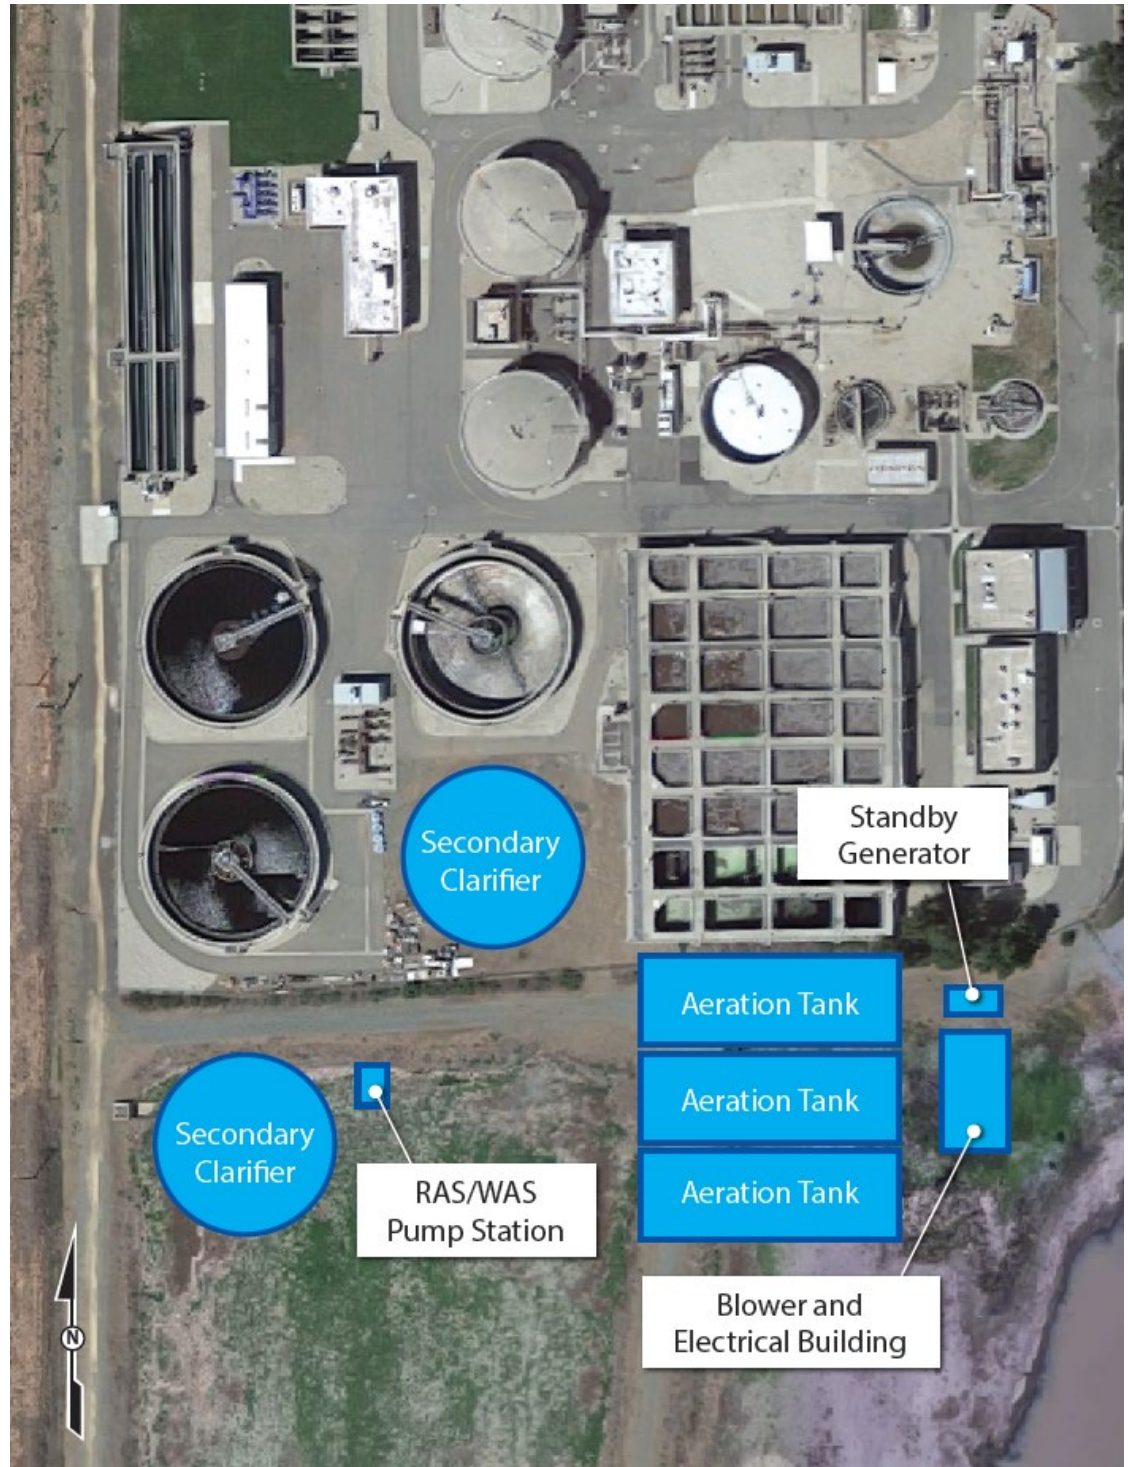 Standby
Generator
Secondary
Clarifier
Aeration Tank
Aeration Tank
Secondary
Clarifier
RAS/WAS
Pump Station
Aeration Tank
Blower and
Electrical Building
N